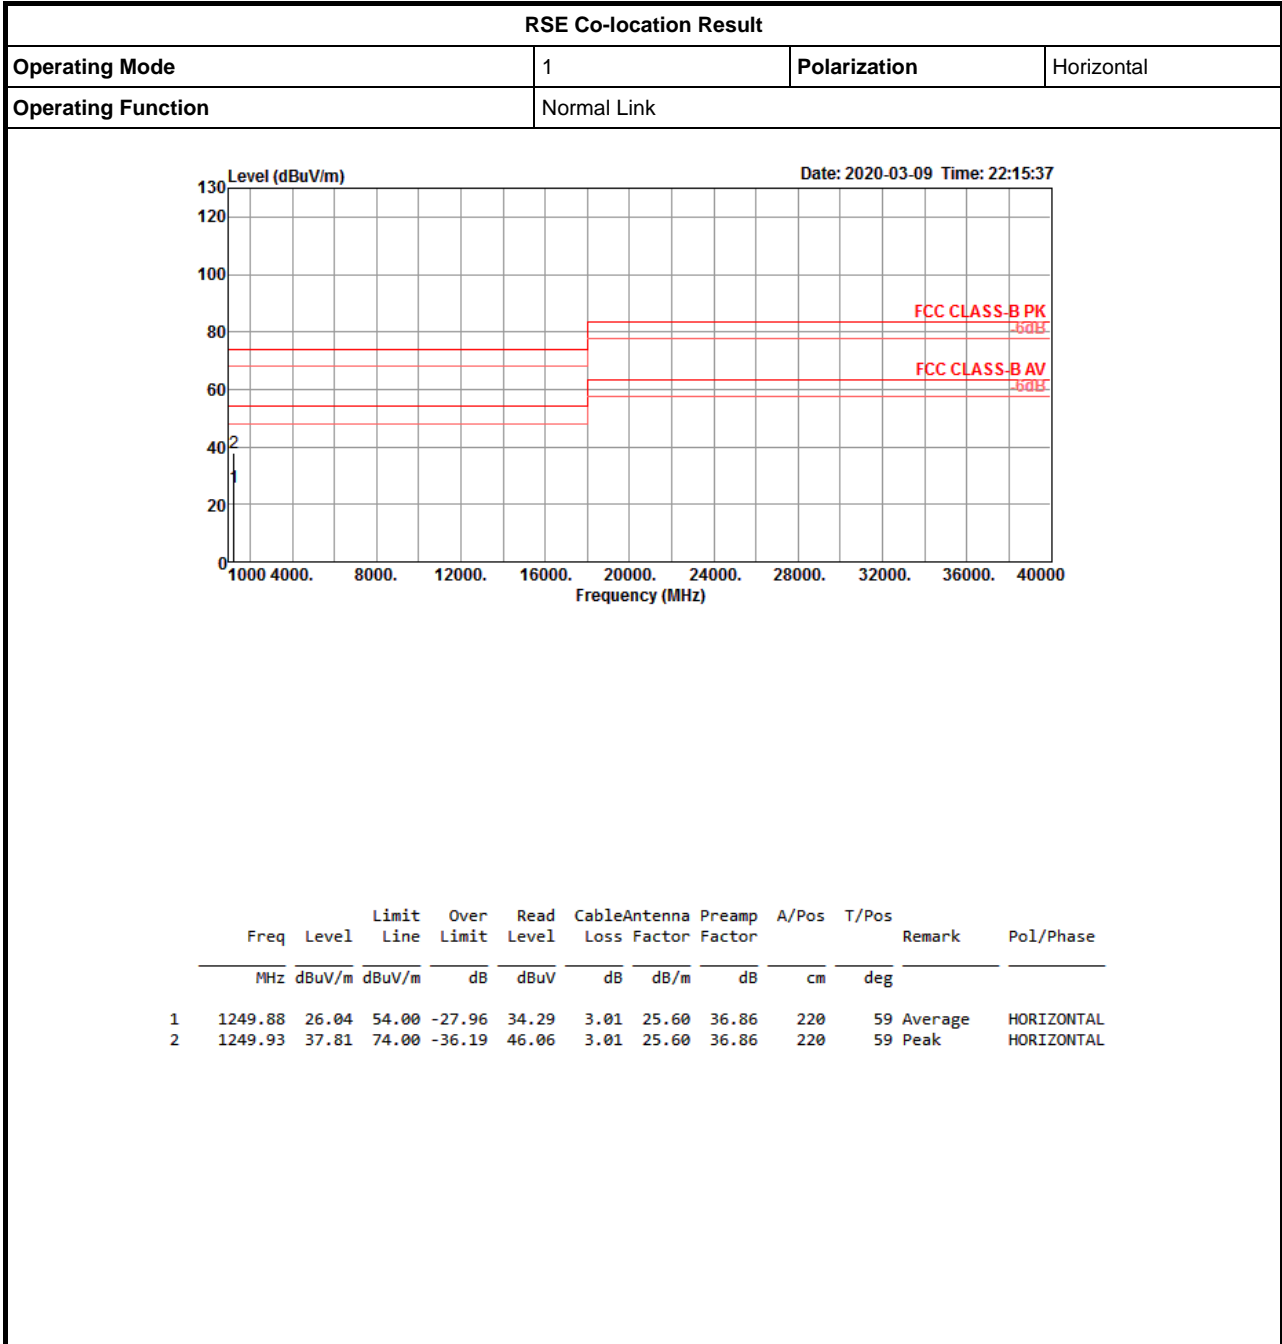 RSE Co-location Result
Operating Mode 1 Polarization Horizontal
Operating Function Normal Link
Level (dBuV/m) Date: 2020-03-09 Time: 22:15:37
130
120
100
80
60
40
20
0
FCC CLASS-B PK
-6dB
FCC CLASS-B AV
-6dB
2
1
1000 4000. 8000. 12000. 16000. 20000. 24000. 28000. 32000. 36000. 40000
Frequency (MHz)
Limit Over Read CableAntenna Preamp A/Pos T/Pos
Freq Level Line Limit Level Loss Factor Factor Remark Pol/Phase
MHz dBuV/m dBuV/m dB dBuV dB dB/m dB cm deg
1 1249.88 26.04 54.00 -27.96 34.29 3.01 25.60 36.86 220 59 Average HORIZONTAL
2 1249.93 37.81 74.00 -36.19 46.06 3.01 25.60 36.86 220 59 Peak HORIZONTAL